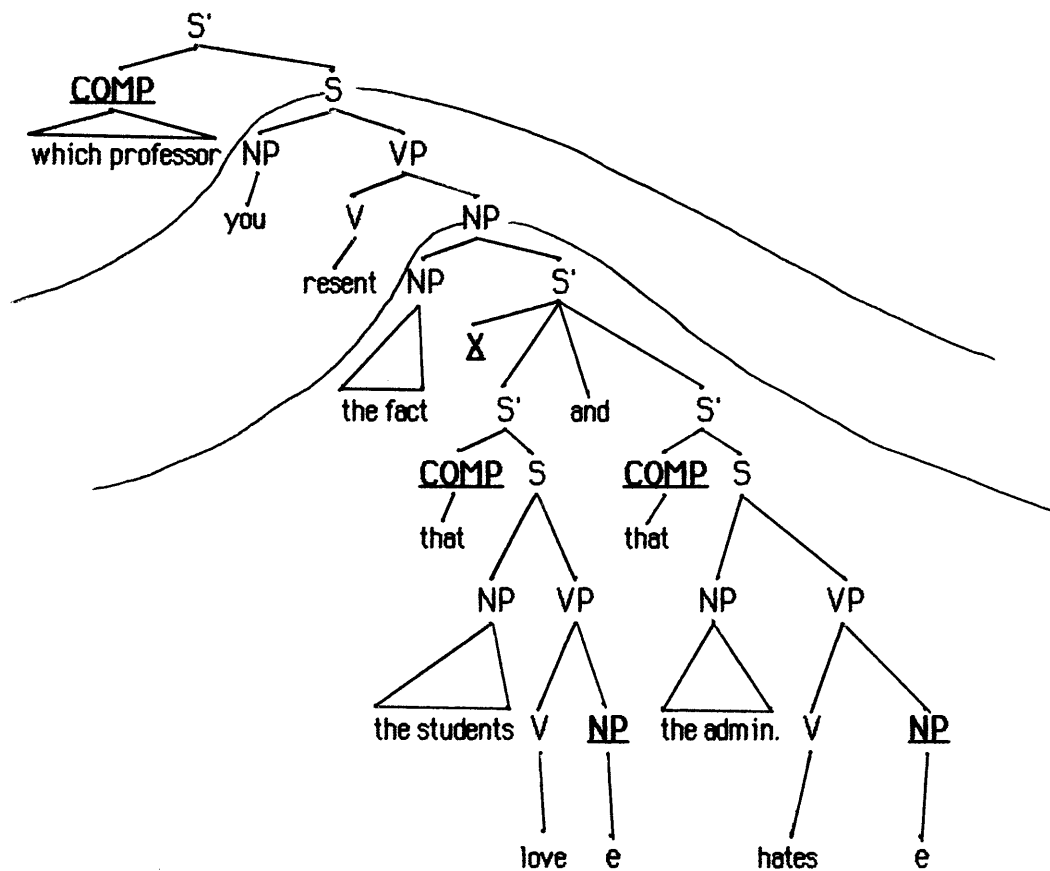 S'
COMP S
which professor NP VP
you V NP
resent NP S'
X
the fact S' and S'
COMP S COMP S
that that
NP VP NP VP
the students V NP the admin. V NP
love e hates e